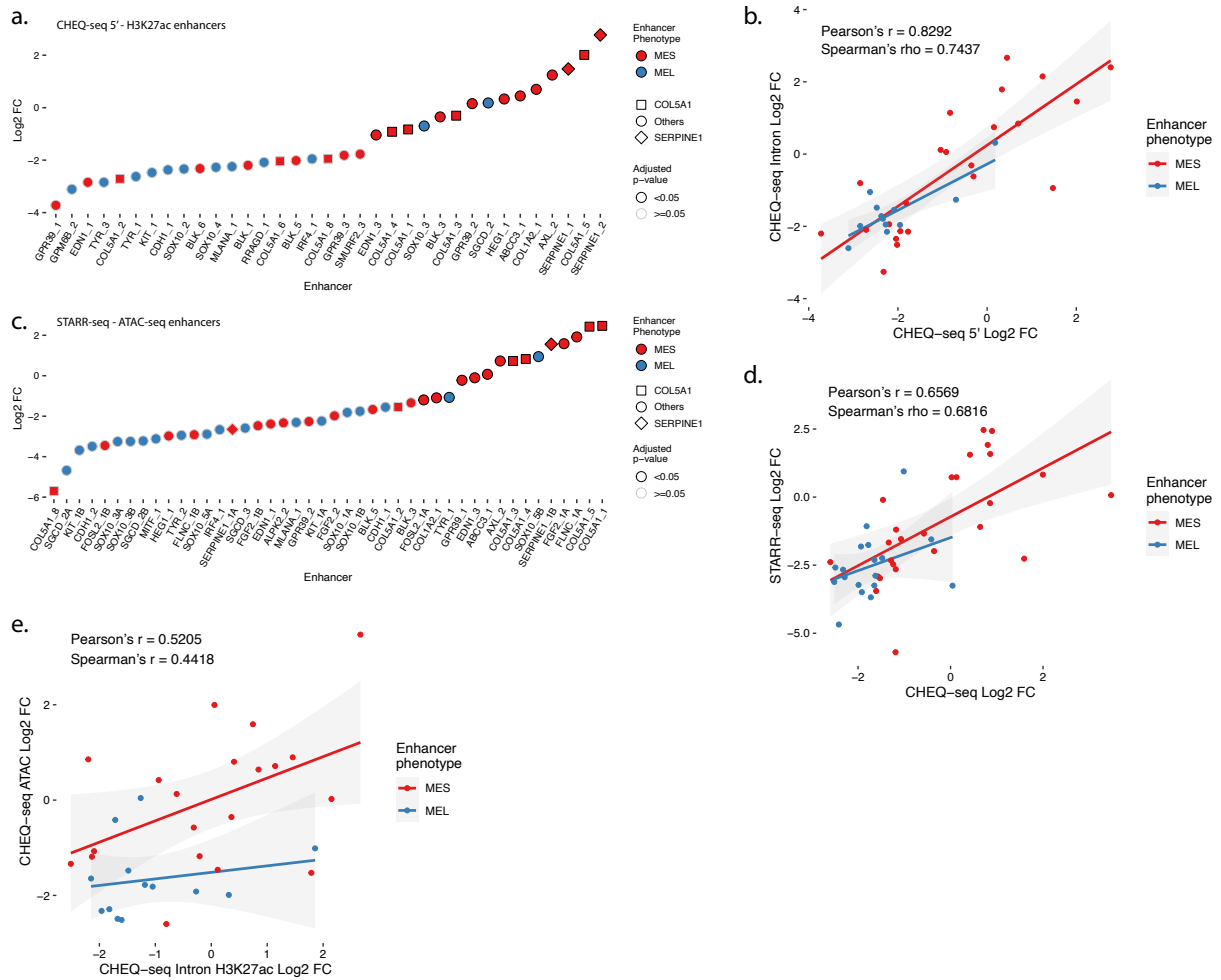 a.
CHEQ-seq 5' - H3K27ac enhancers
Log2 FC
2
0
−2
−4
GPR39_1
GPM6B_2
EDN1_1
TYR_3
COL5A1_2
TYR_1
KIT_1
CDH1_1
SOX10_2
BLK_6
SOX10_4
MLANA_1
BLK_1
RRAGD_1
COL5A1_6
BLK_5
IRF4_1
COL5A1_8
GPR39_3
SMURF2_3
EDN1_3
COL5A1_4
COL5A1_1
SOX10_3
BLK_3
COL5A1_3
GPR39_2
SGCD_2
HEG1_1
ABCC3_1
COL1A2_1
AXL_2
SERPINE1_1
COL5A1_5
SERPINE1_2
Enhancer
Enhancer
Phenotype
MES
MEL
COL5A1
Others
SERPINE1
Adjusted
p-value
<0.05
>=0.05
b.
Pearson's r = 0.8292
Spearman's rho = 0.7437
CHEQ-seq Intron Log2 FC
4
2
0
−2
−4
−4
−2
0
2
CHEQ-seq 5' Log2 FC
Enhancer
phenotype
MES
MEL
c.
STARR-seq - ATAC-seq enhancers
Log2 FC
2
0
−2
−4
−6
COL5A1_8
SGCD_2A
KIT_1B
CDH1_2
FOSL2_1B
SOX10_3A
SOX10_3B
SGCD_2B
MITF_1
HEG1_1
TYR_2
FLNC_1B
SOX10_5A
IRF4_1
SERPINE1_1A
SGCD_3
FGF2_1B
EDN1_1
ALPK2_2
MLANA_1
GPR39_2
KIT_1A
FGF2_2
SOX10_1A
SOX10_1B
BLK_5
CDH1_1
COL5A1_2
BLK_3
FOSL2_1A
COL1A2_1
TYR_1
GPR39_1
EDN1_3
ABCC3_1
AXL_2
COL5A1_3
COL5A1_4
SOX10_5B
SERPINE1_1B
FGF2_1A
FLNC_1A
COL5A1_5
COL5A1_1
Enhancer
Enhancer
Phenotype
MES
MEL
COL5A1
Others
SERPINE1
Adjusted
p-value
<0.05
>=0.05
d.
Pearson's r = 0.6569
Spearman's rho = 0.6816
STARR-seq Log2 FC
2.5
0.0
−2.5
−5.0
−2
0
2
CHEQ-seq Log2 FC
Enhancer
phenotype
MES
MEL
e.
Pearson's r = 0.5205
Spearman's r = 0.4418
CHEQ-seq ATAC Log2 FC
2
0
−2
−2
−1
0
1
2
CHEQ-seq Intron H3K27ac Log2 FC
Enhancer
phenotype
MES
MEL